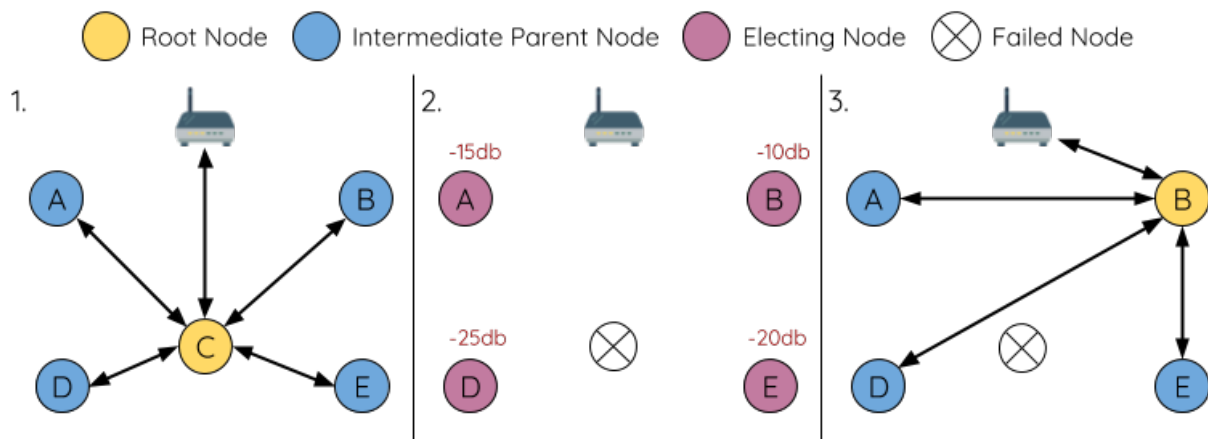 Root Node Intermediate Parent Node Electing Node Failed Node
1. 2. 3.
-15db -10db
A B A B A B
C
-25db -20db
D E D E D E